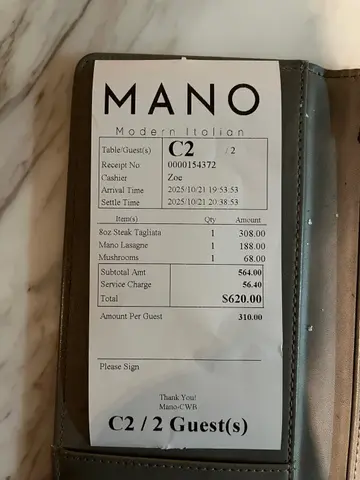 MANO
Modern Italian
Table/Guest(s) C2 / 2
Receipt No 0000154372
Cashier Zoe
Arrival Time 2025/10/21 19:53:53
Settle Time 2025/10/21 20:38:53
Item(s) Qty Amount
8oz Steak Tagliata 1 308.00
Mano Lasagne 1 188.00
Mushrooms 1 68.00
Subtotal Amt 564.00
Service Charge 56.40
Total $620.00
Amount Per Guest 310.00
Please Sign
Thank You!
Mano-CWB
C2 / 2 Guest(s)